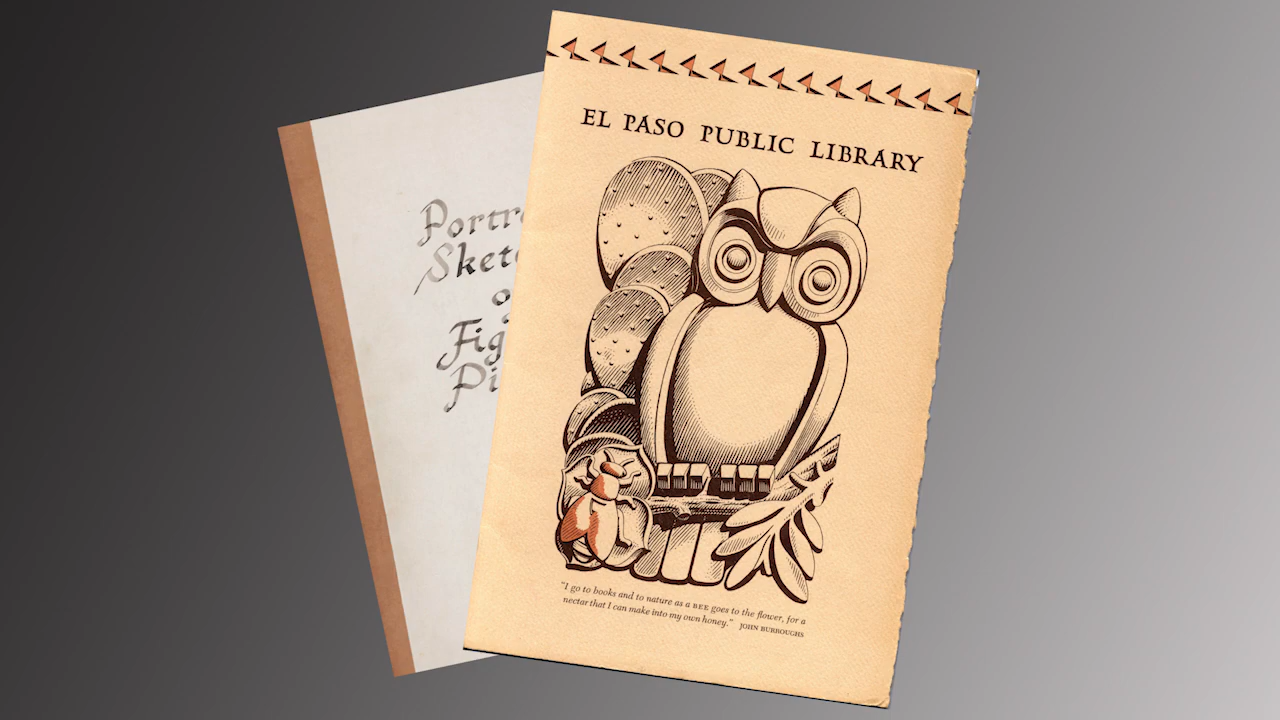 EL PASO PUBLIC LIBRARY
"I go to books and to nature as a BEE goes to the flower, for a
nectar that I can make into my own honey." JOHN BURROUGHS
Portr
Sket
o
Fig
Pi